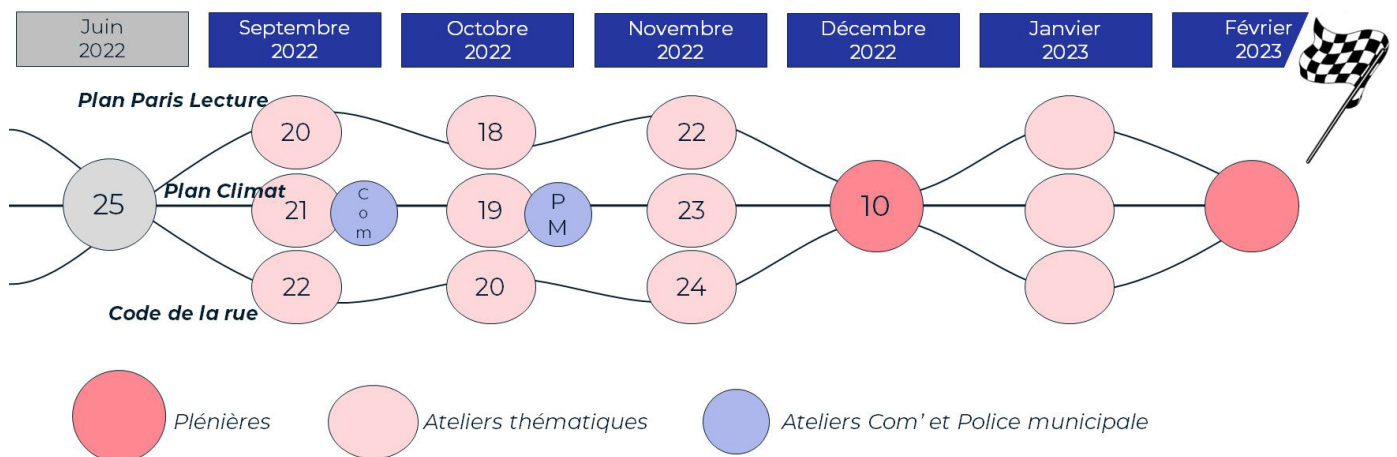 Juin
2022
Septembre
2022
Octobre
2022
Novembre
2022
Décembre
2022
Janvier
2023
Février
2023
Plan Paris Lecture
20
18
22
25
Plan Climat
21
C
o
m
19
P
M
23
10
22
20
24
Code de la rue
Plénières
Ateliers thématiques
Ateliers Com’ et Police municipale